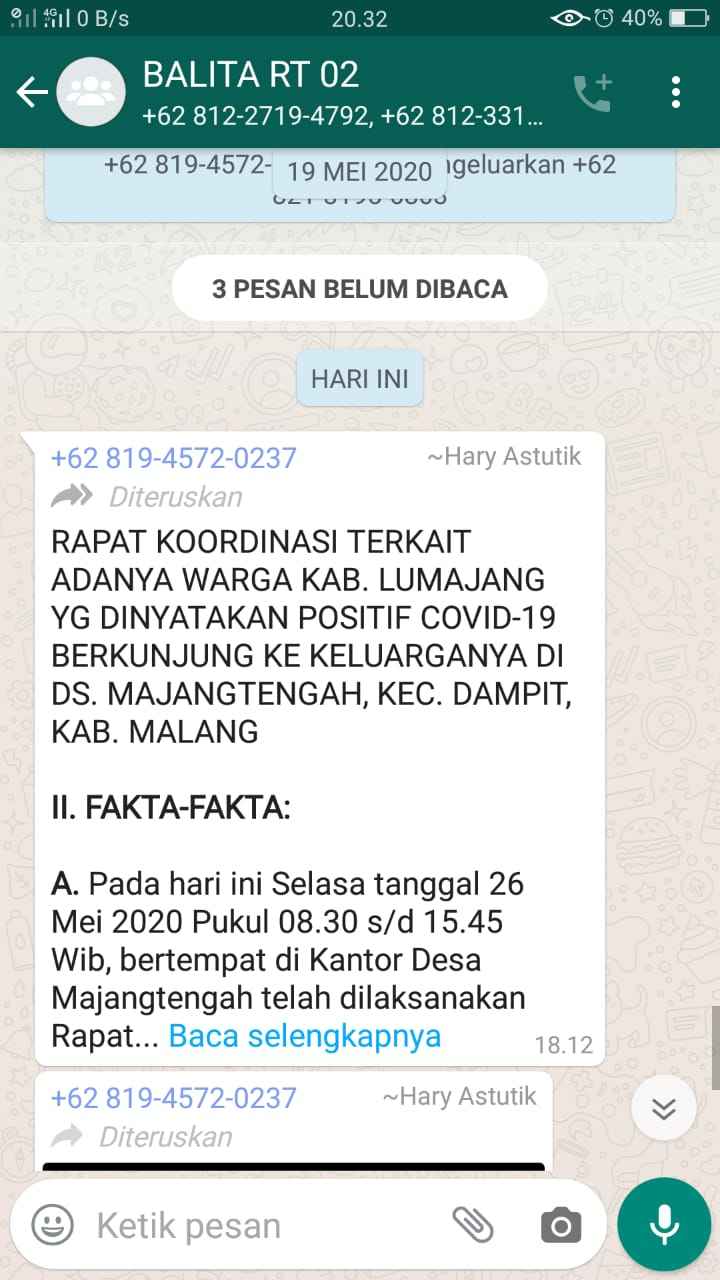 4G 0 B/s 20.32 40%
BALITA RT 02
+62 812-2719-4792, +62 812-331...
+62 819-4572- 19 MEI 2020 ngeluarkan +62
3 PESAN BELUM DIBACA
HARI INI
+62 819-4572-0237 ~Hary Astutik
Diteruskan
RAPAT KOORDINASI TERKAIT
ADANYA WARGA KAB. LUMAJANG
YG DINYATAKAN POSITIF COVID-19
BERKUNJUNG KE KELUARGANYA DI
DS. MAJANGTENGAH, KEC. DAMPIT,
KAB. MALANG
II. FAKTA-FAKTA:
A. Pada hari ini Selasa tanggal 26
Mei 2020 Pukul 08.30 s/d 15.45
Wib, bertempat di Kantor Desa
Majangtengah telah dilaksanakan
Rapat... Baca selengkapnya 18.12
+62 819-4572-0237 ~Hary Astutik
Diteruskan
Ketik pesan